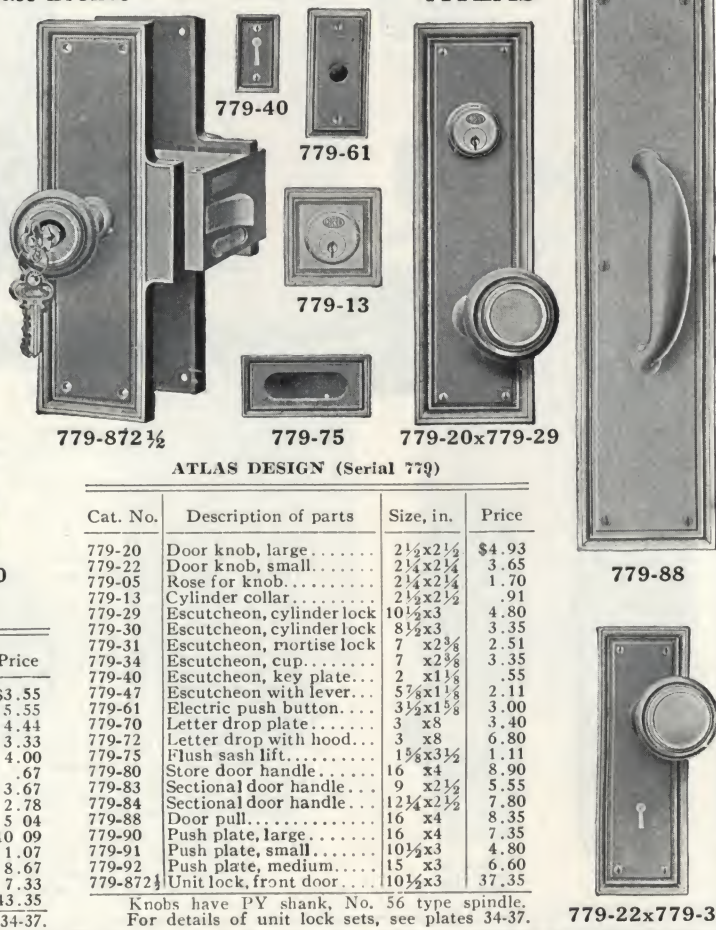 779-40
779-61
779-13
779-872½
779-75
779-20x779-29
779-88
ATLAS DESIGN (Serial 779)
Cat. No. Description of parts Size, in. Price
779-20 Door knob, large....... 2½x2½ $4.93
779-22 Door knob, small....... 2¼x2¼ 3.65
779-05 Rose for knob.......... 2¼x2¼ 1.70
779-13 Cylinder collar......... 2½x2½ .91
779-29 Escutcheon, cylinder lock 10½x3 4.80
779-30 Escutcheon, cylinder lock 8½x3 3.35
779-31 Escutcheon, mortise lock 7 x2⅜ 2.51
779-34 Escutcheon, cup........ 7 x2⅜ 3.35
779-40 Escutcheon, key plate... 2 x1⅛ .55
779-47 Escutcheon with lever... 5⅞x1⅛ 2.11
779-61 Electric push button.... 3½x1⅝ 3.00
779-70 Letter drop plate....... 3 x8 3.40
779-72 Letter drop with hood... 3 x8 6.80
779-75 Flush sash lift.......... 1⅝x3½ 1.11
779-80 Store door handle....... 16 x4 8.90
779-83 Sectional door handle... 9 x2½ 5.55
779-84 Sectional door handle... 12¼x2½ 7.80
779-88 Door pull.............. 16 x4 8.35
779-90 Push plate, large....... 16 x4 7.35
779-91 Push plate, small....... 10½x3 4.80
779-92 Push plate, medium..... 15 x3 6.60
779-872½ Unit lock, front door.... 10½x3 37.35
Knobs have PY shank, No. 56 type spindle.
For details of unit lock sets, see plates 34-37.
Price
$3.55
5.55
4.44
3.33
4.00
.67
3.67
2.78
5 04
10 09
1.07
8.67
7.33
43.35
34-37.
779-22x779-3